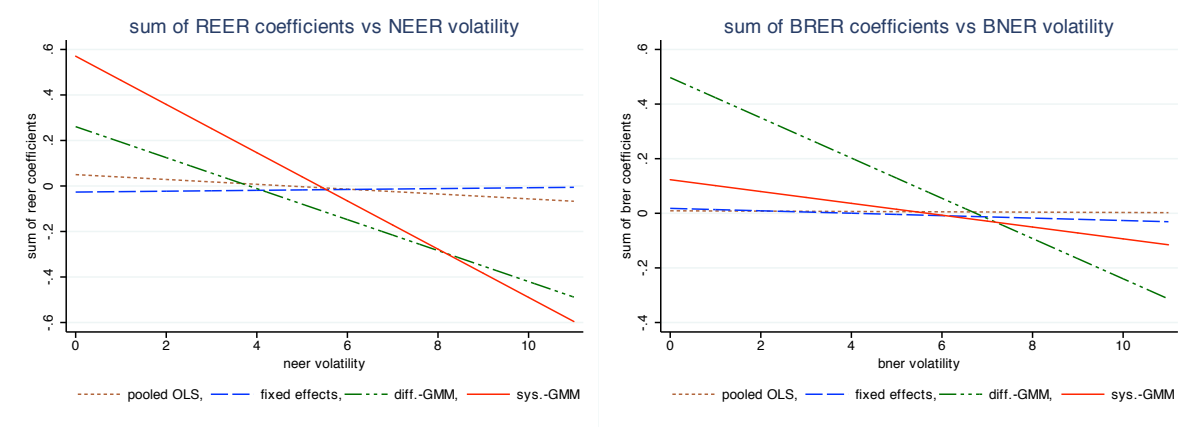 sum of REER coefficients vs NEER volatility
sum of reer coefficients
.6
.4
.2
0
-.2
-.4
-.6
0 2 4 6 8 10
neer volatility
pooled OLS, fixed effects, diff.-GMM, sys.-GMM
sum of BRER coefficients vs BNER volatility
sum of brer coefficients
.6
.4
.2
0
-.2
-.4
0 2 4 6 8 10
bner volatility
pooled OLS, fixed effects, diff.-GMM, sys.-GMM